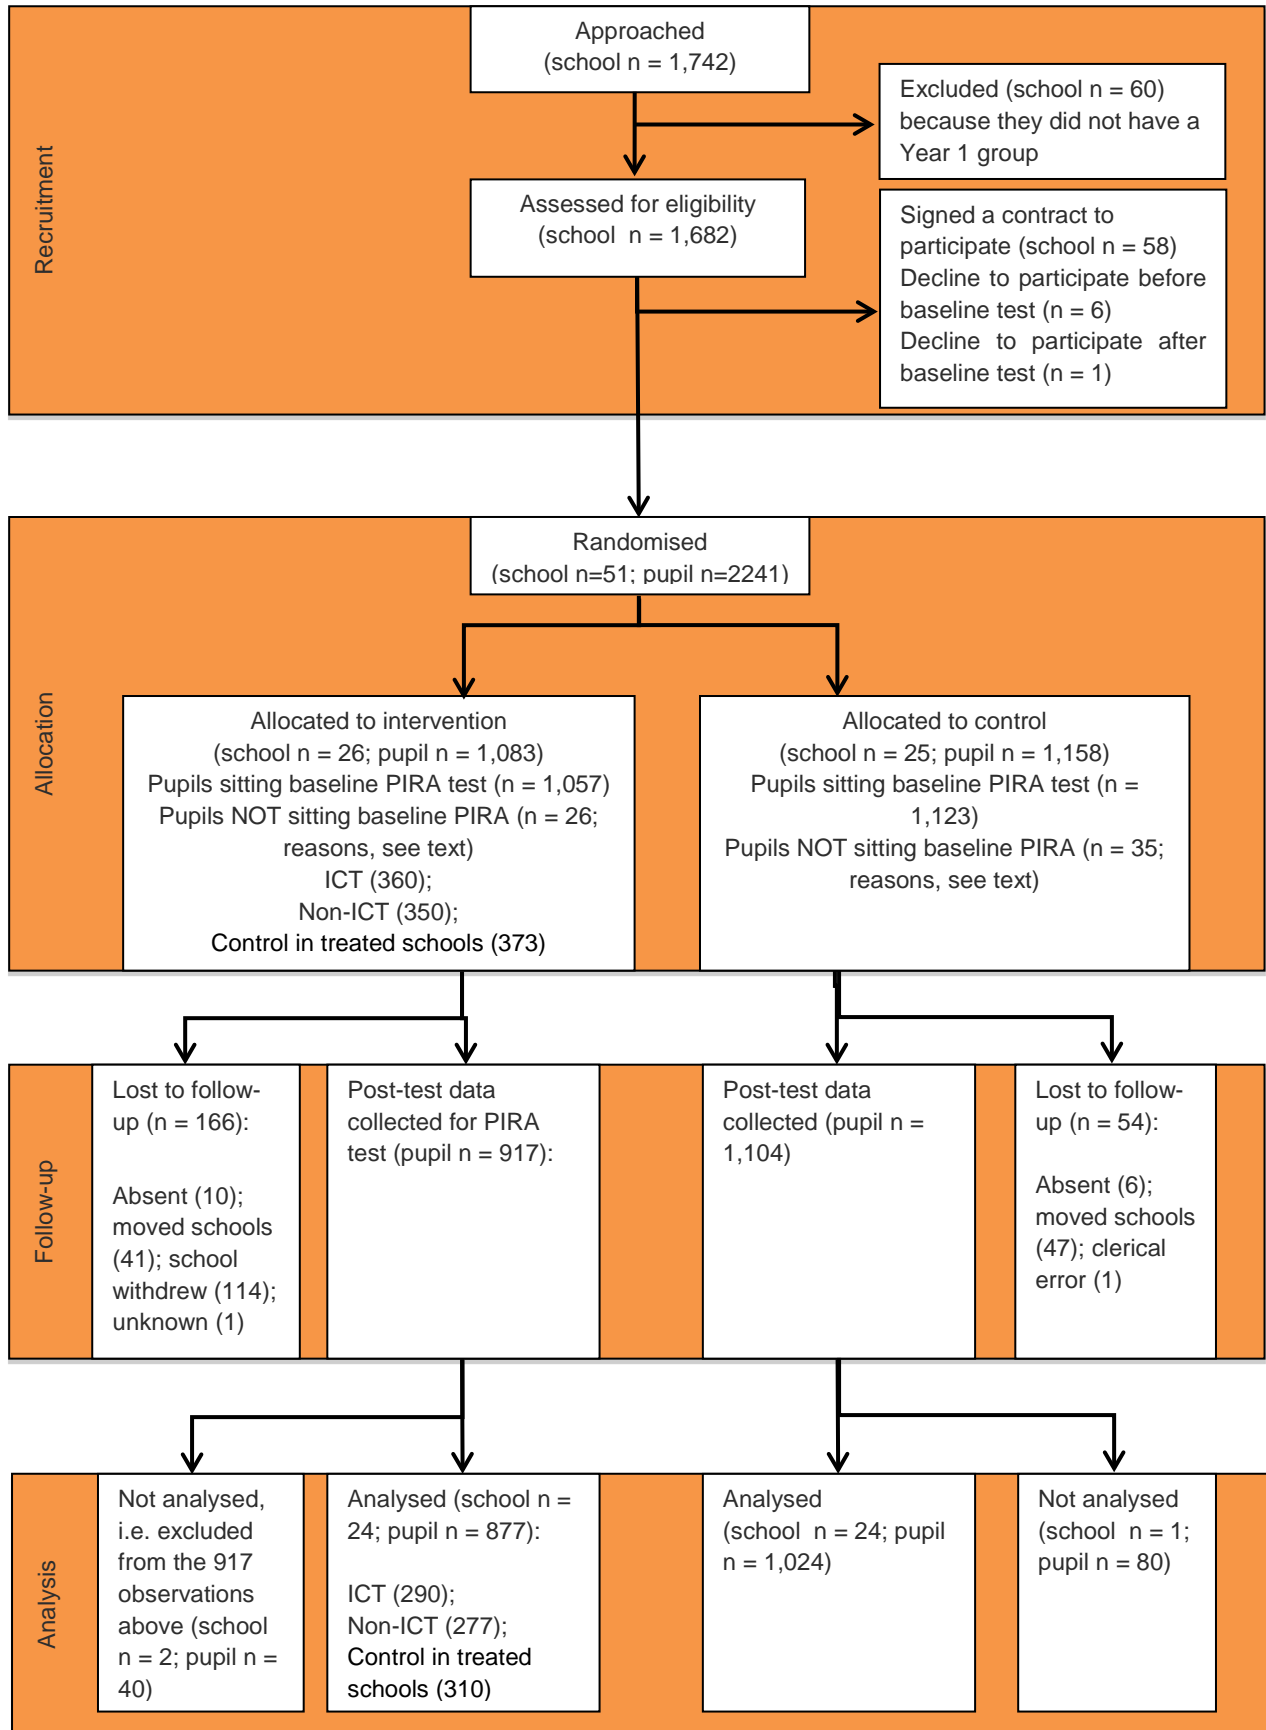 Recruitment
Approached
(school n = 1,742)
Excluded (school n = 60)
because they did not have a
Year 1 group
Assessed for eligibility
(school n = 1,682)
Signed a contract to
participate (school n = 58)
Decline to participate before
baseline test (n = 6)
Decline to participate after
baseline test (n = 1)
Allocation
Randomised
(school n=51; pupil n=2241)
Allocated to intervention
(school n = 26; pupil n = 1,083)
Pupils sitting baseline PIRA test (n = 1,057)
Pupils NOT sitting baseline PIRA (n = 26;
reasons, see text)
ICT (360);
Non-ICT (350);
Control in treated schools (373)
Allocated to control
(school n = 25; pupil n = 1,158)
Pupils sitting baseline PIRA test (n =
1,123)
Pupils NOT sitting baseline PIRA (n = 35;
reasons, see text)
Follow-up
Lost to follow-
up (n = 166):
Absent (10);
moved schools
(41); school
withdrew (114);
unknown (1)
Post-test data
collected for PIRA
test (pupil n = 917):
Post-test data
collected (pupil n =
1,104)
Lost to follow-
up (n = 54):
Absent (6);
moved schools
(47); clerical
error (1)
Analysis
Not analysed,
i.e. excluded
from the 917
observations
above (school
n = 2; pupil n =
40)
Analysed (school n =
24; pupil n = 877):
ICT (290);
Non-ICT (277);
Control in treated
schools (310)
Analysed
(school n = 24; pupil
n = 1,024)
Not analysed
(school n = 1;
pupil n = 80)